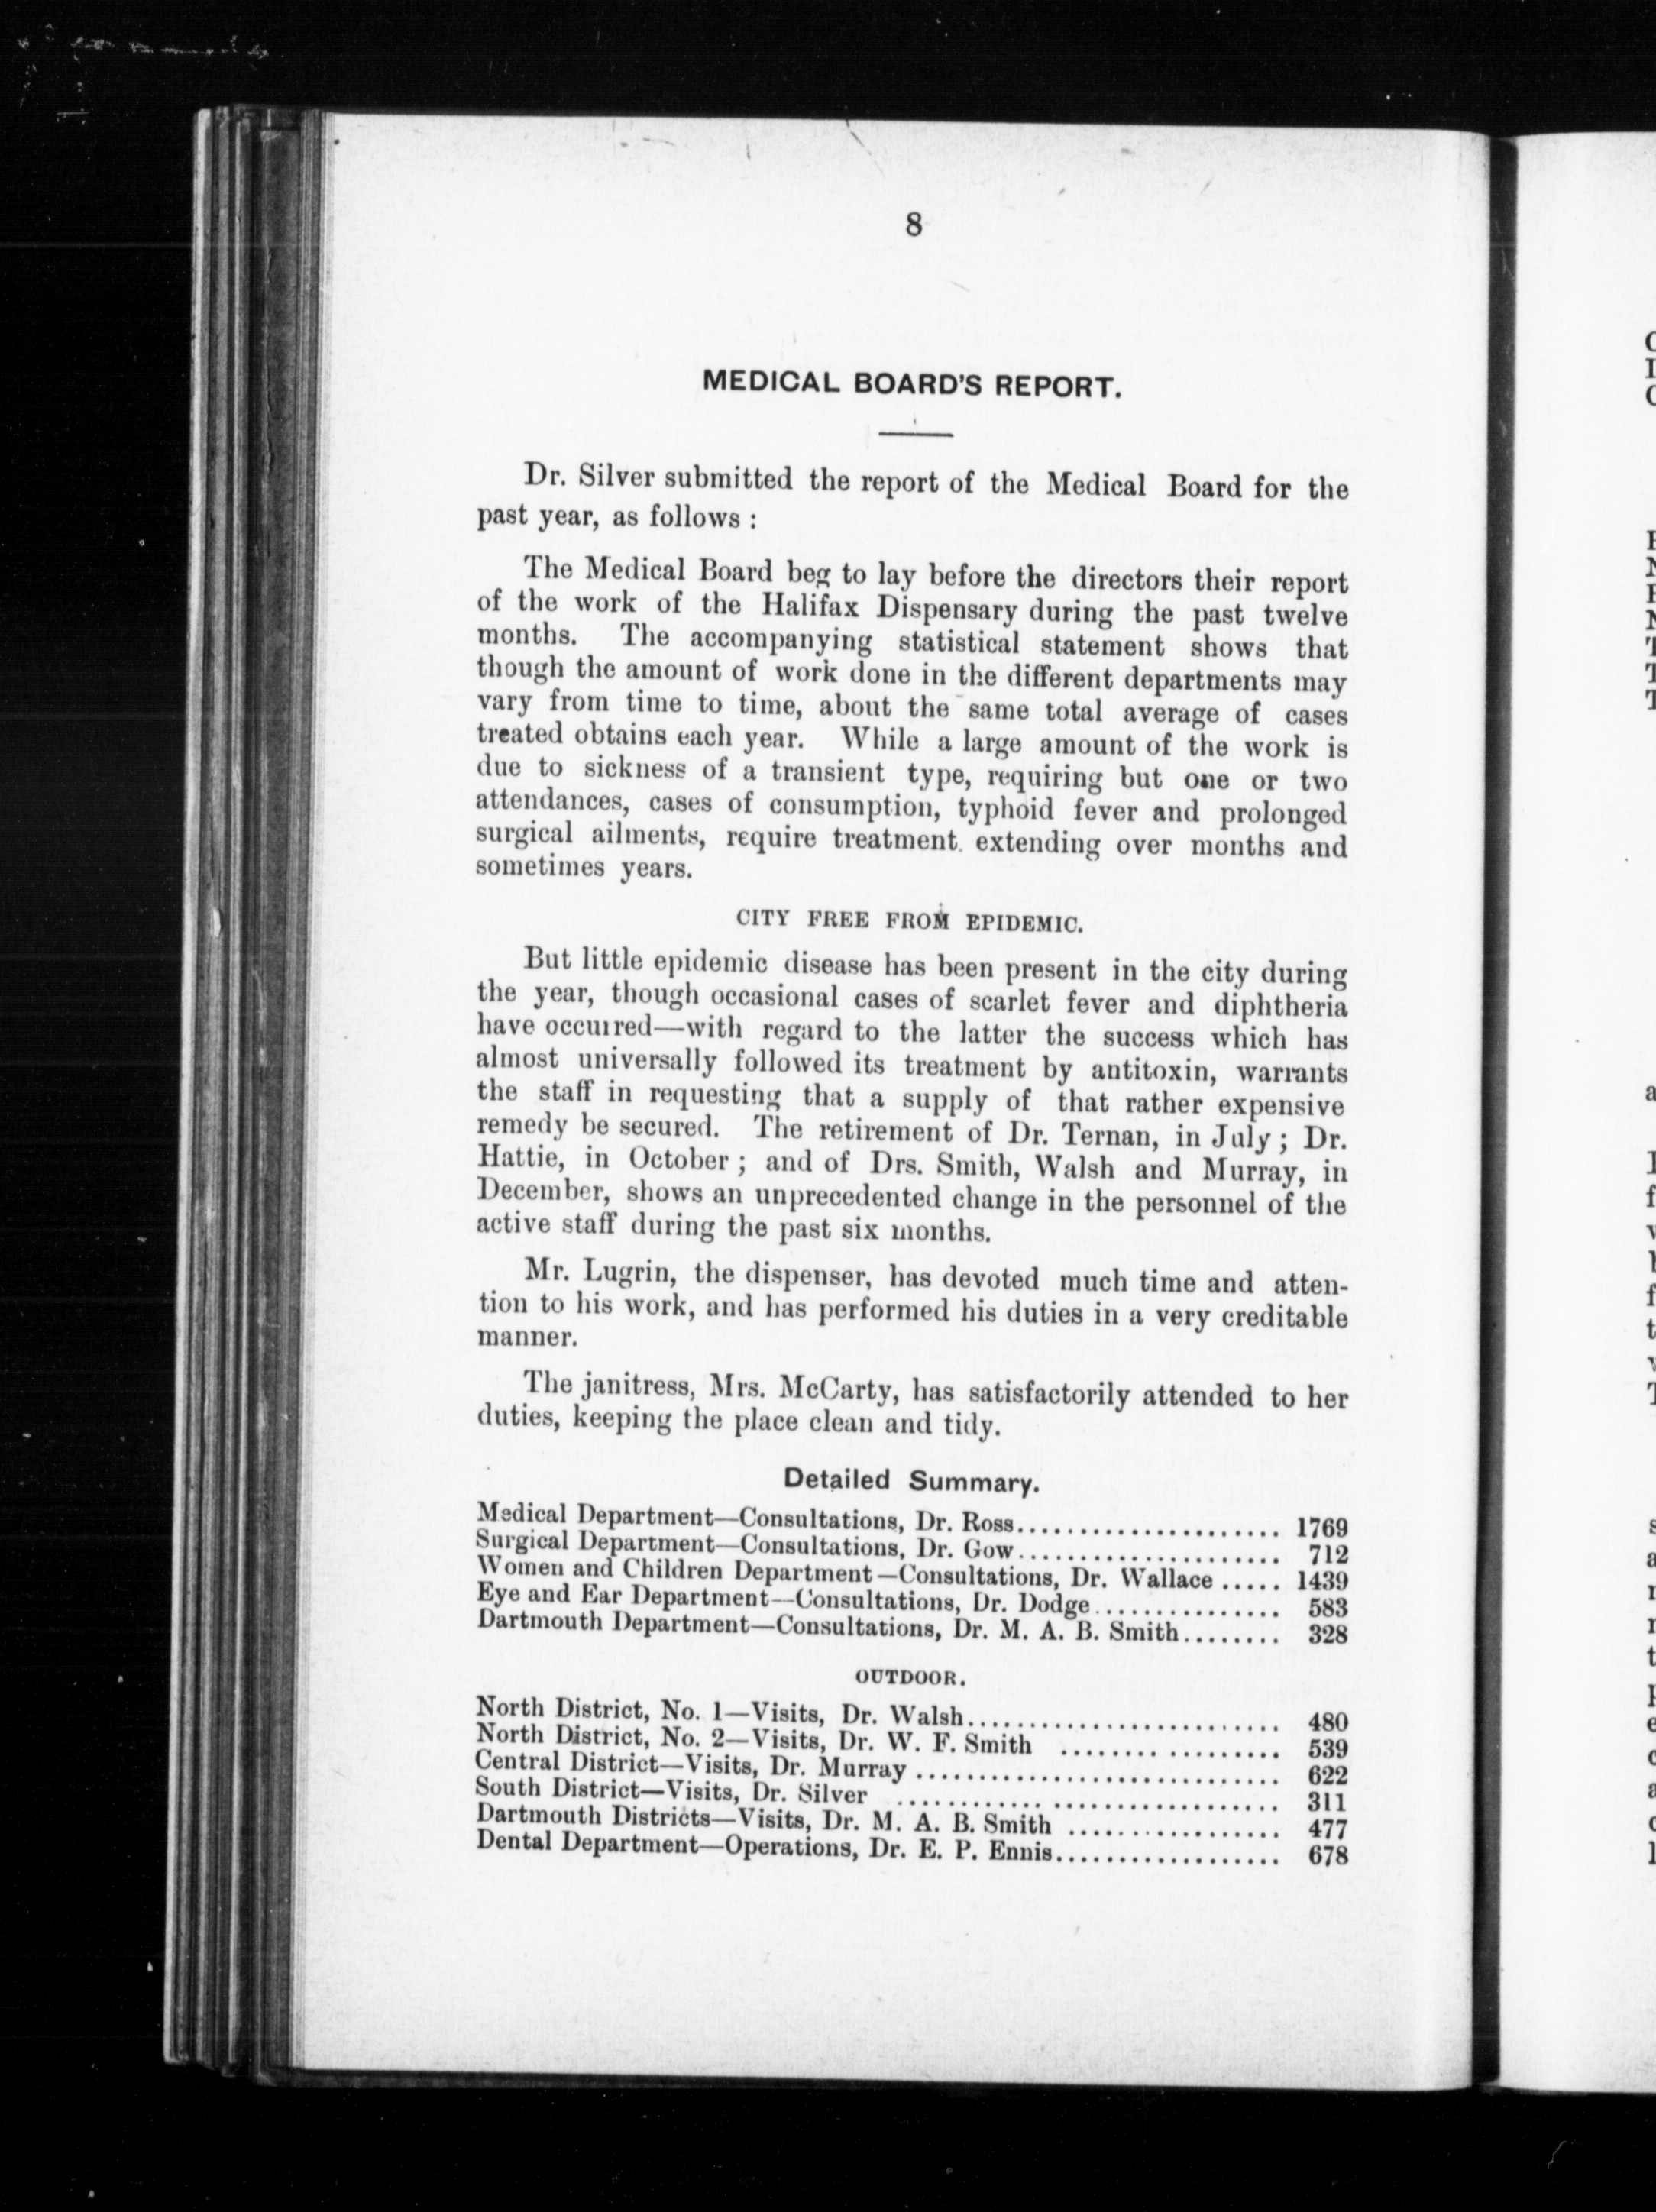 8
MEDICAL BOARD'S REPORT.
Dr. Silver submitted the report of the Medical Board for the
past year, as follows :
The Medical Board beg to lay before the directors their report
of the work of the Halifax Dispensary during the past twelve
months. The accompanying statistical statement shows that
though the amount of work done in the different departments may
vary from time to time, about the same total average of cases
treated obtains each year. While a large amount of the work is
due to sickness of a transient type, requiring but one or two
attendances, cases of consumption, typhoid fever and prolonged
surgical ailments, require treatment. extending over months and
sometimes years.
CITY FREE FROM EPIDEMIC.
But little epidemic disease has been present in the city during
the year, though occasional cases of scarlet fever and diphtheria
have occurred—with regard to the latter the success which has
almost universally followed its treatment by antitoxin, warrants
the staff in requesting that a supply of that rather expensive
remedy be secured. The retirement of Dr. Ternan, in July ; Dr.
Hattie, in October ; and of Drs. Smith, Walsh and Murray, in
December, shows an unprecedented change in the personnel of the
active staff during the past six months.
Mr. Lugrin, the dispenser, has devoted much time and atten-
tion to his work, and has performed his duties in a very creditable
manner.
The janitress, Mrs. McCarty, has satisfactorily attended to her
duties, keeping the place clean and tidy.
Detailed Summary.
Medical Department—Consultations, Dr. Ross..................... 1769
Surgical Department—Consultations, Dr. Gow..................... 712
Women and Children Department—Consultations, Dr. Wallace ..... 1439
Eye and Ear Department—Consultations, Dr. Dodge............... 583
Dartmouth Department—Consultations, Dr. M. A. B. Smith........ 328
OUTDOOR.
North District, No. 1—Visits, Dr. Walsh......................... 480
North District, No. 2—Visits, Dr. W. F. Smith ................. 539
Central District—Visits, Dr. Murray ............................. 622
South District—Visits, Dr. Silver .............................. 311
Dartmouth Districts—Visits, Dr. M. A. B. Smith ................. 477
Dental Department—Operations, Dr. E. P. Ennis.................. 678